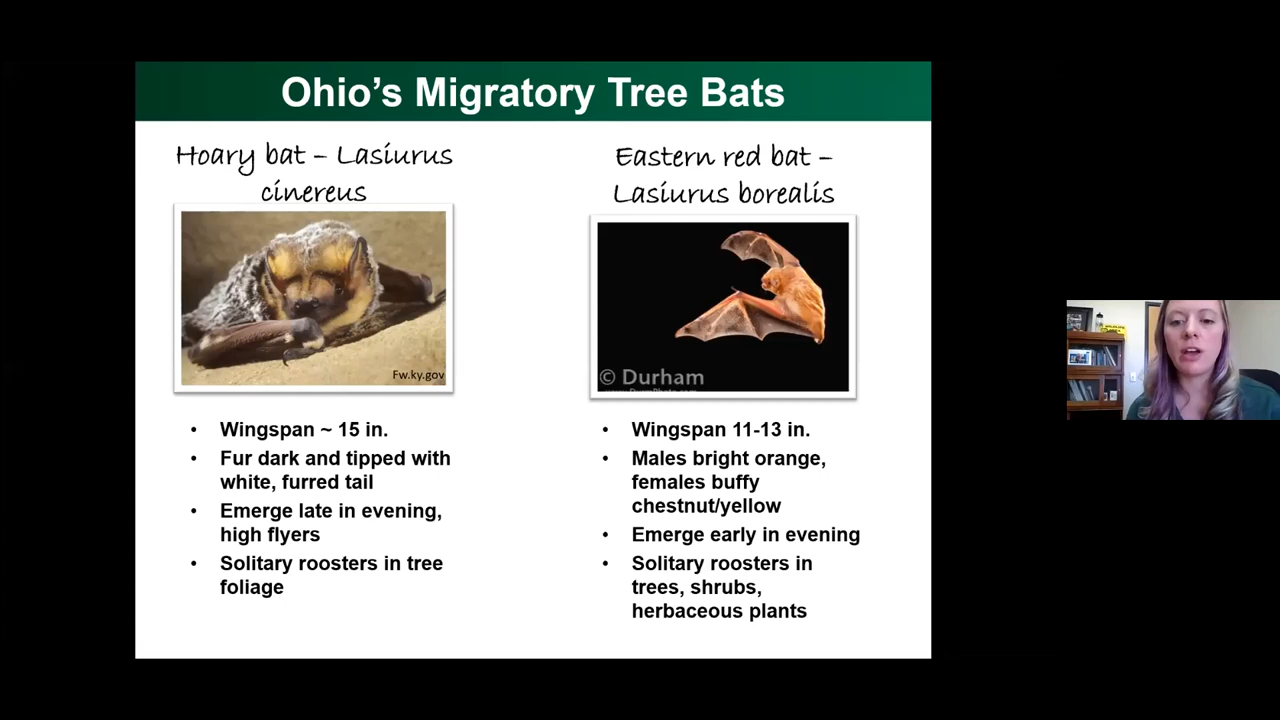 Ohio's Migratory Tree Bats
Hoary bat – Lasiurus
cinereus
Fw.ky.gov
• Wingspan ~ 15 in.
• Fur dark and tipped with
white, furred tail
• Emerge late in evening,
high flyers
• Solitary roosters in tree
foliage
Eastern red bat –
Lasiurus borealis
© Durham
• Wingspan 11-13 in.
• Males bright orange,
females buffy
chestnut/yellow
• Emerge early in evening
• Solitary roosters in
trees, shrubs,
herbaceous plants